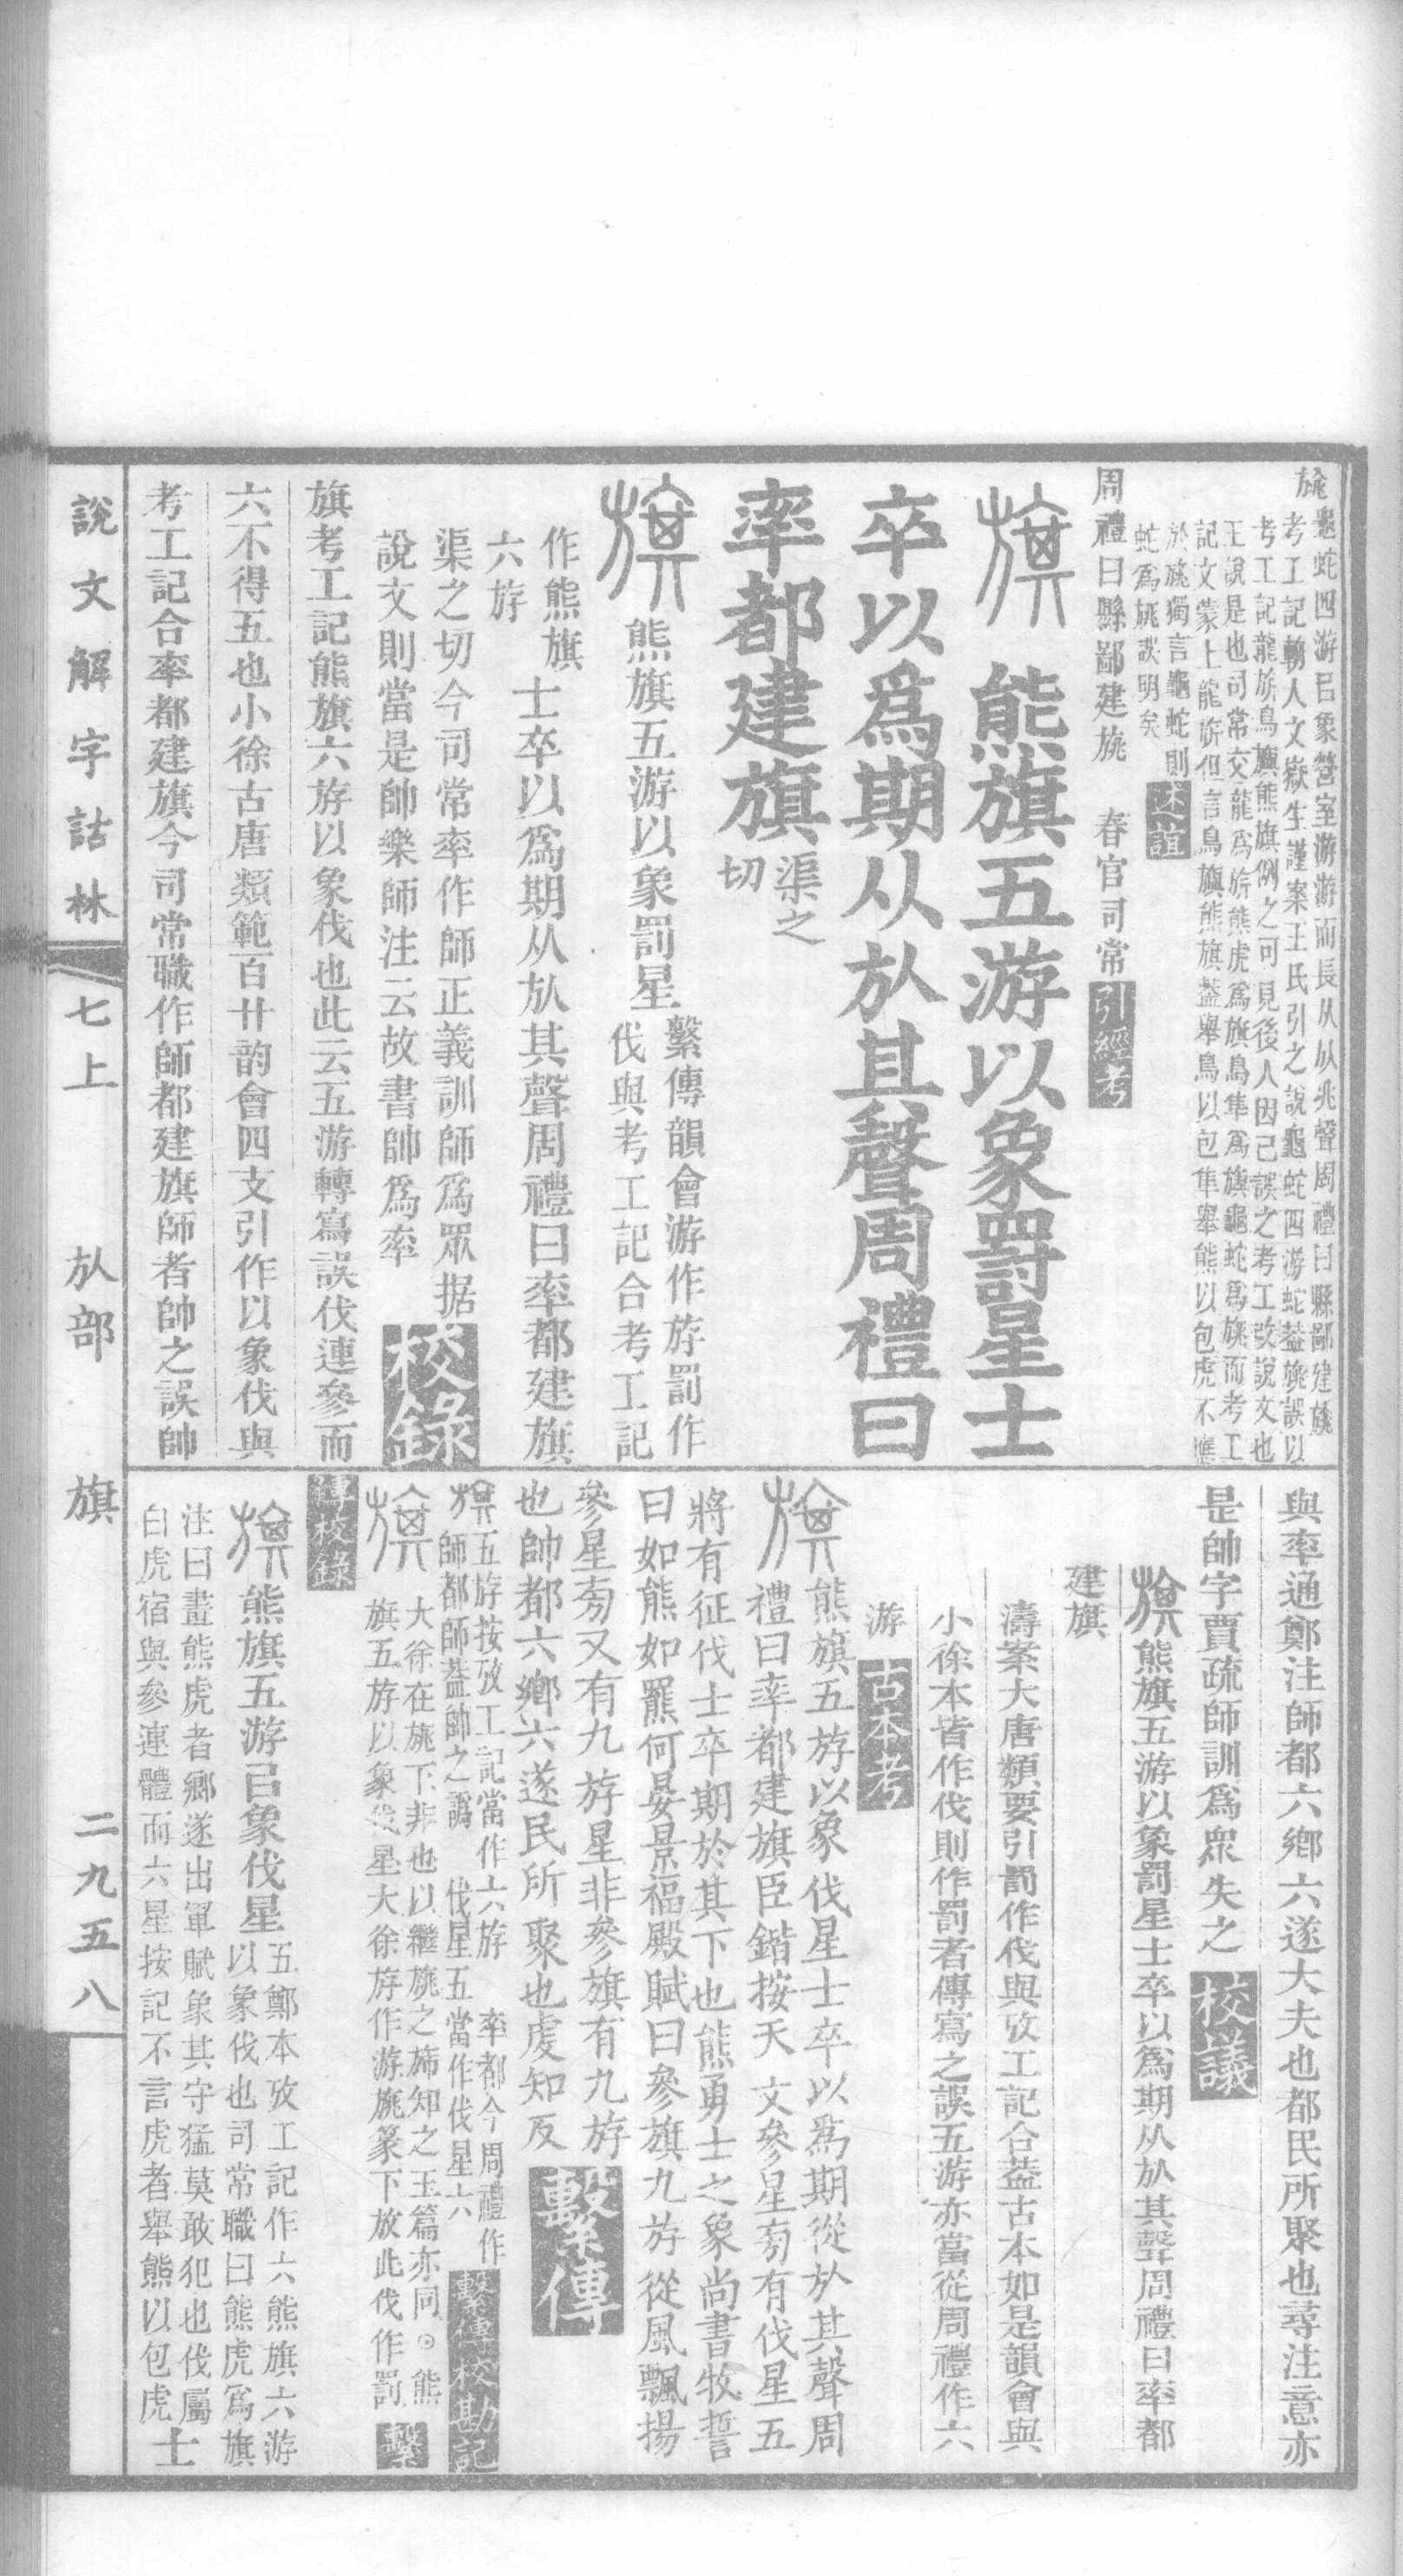 旐
龜蛇四游㠯象營室游游而長从㫃兆聲周禮曰縣鄙建旐
考工記輈人文嶽生謹案王氏引之說龜蛇四游蛇葢旐誤以
考工記龍旂鳥旟熊旗例之可見後人因已誤之考工改說文也
王說是也司常交龍爲旂熊虎爲旗鳥隼爲旟龜蛇爲旐而考工
記文蒙上龍旂但言鳥旟熊旗葢舉鳥以包隼舉熊以包虎不應
於旐獨言龜蛇則
蛇爲旐誤明矣
述誼
周禮曰縣鄙建旐 春官司常
引經考
旗 熊旗五游以象罰星士
卒以爲期从㫃其聲周禮曰
率都建旗渠之
切
旗 熊旗五游以象罰星
繫傳韻會游作斿罰作
伐與考工記合考工記
作熊旗
六斿
士卒以爲期从㫃其聲周禮曰率都建旗
渠之切今司常率作師正義訓師爲眾据
說文則當是帥樂師注云故書帥爲率
校錄
旗考工記熊旗六斿以象伐也此云五游轉寫誤伐連參而
六不得五也小徐古唐類範百廿韵會四支引作以象伐與
考工記合率都建旗今司常職作師都建旗師者帥之誤帥
與率通鄭注師都六鄉六遂大夫也都民所聚也尋注意亦
是帥字賈疏師訓爲眾失之
校議
旗熊旗五游以象罰星士卒以爲期从㫃其聲周禮曰率都
建旗
濤案大唐類要引罰作伐與攷工記合葢古本如是韻會與
小徐本皆作伐則作罰者傳寫之誤五游亦當從周禮作六
游
古本考
旗
熊旗五斿以象伐星士卒以爲期從㫃其聲周
禮曰率都建旗臣鍇按天文參星㫄有伐星五
將有征伐士卒期於其下也熊勇士之象尚書牧誓
曰如熊如羆何晏景福殿賦曰參旗九斿從風飄揚
參星㫄又有九斿星非參旗有九斿
也帥都六鄉六遂民所聚也虔知反
繫傳
旗五斿按攷工記當作六斿 率都今周禮作
師都師葢帥之譌 伐星五當作伐星六
繫傳校勘記
旗
大徐在旐下非也以繼旐之旆知之玉篇亦同⊙熊
旗五斿以象伐星大徐斿作游旐篆下放此伐作罰
繫
傳校錄
旗熊旗五游㠯象伐星
五鄭本攷工記作六熊旗六游
以象伐也司常職曰熊虎爲旗
注曰畫熊虎者鄉遂出軍賦象其守猛莫敢犯也伐屬
白虎宿與參連體而六星按記不言虎者舉熊以包虎
士
說文解字詁林
七上
㫃部
旗
二九五八